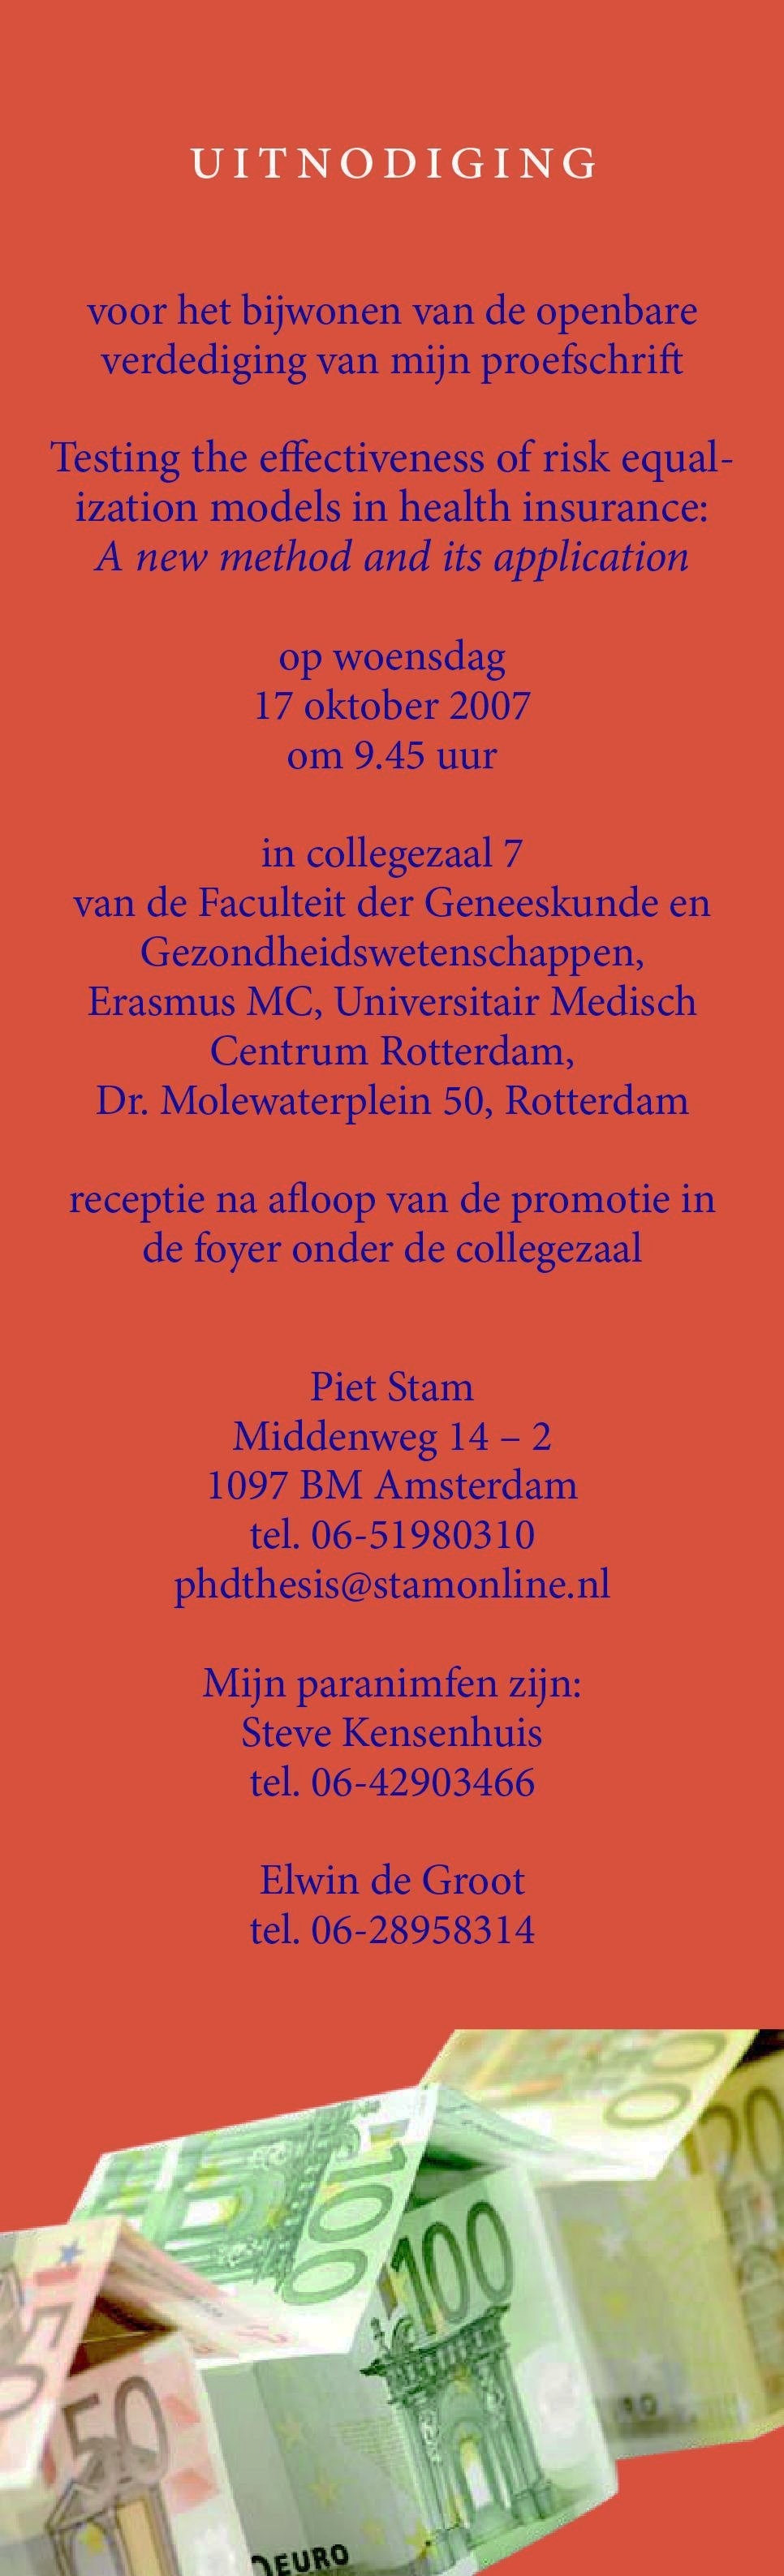 UITNODIGING
voor het bijwonen van de openbare
verdediging van mijn proefschrift
Testing the effectiveness of risk equal-
ization models in health insurance:
A new method and its application
op woensdag
17 oktober 2007
om 9.45 uur
in collegezaal 7
van de Faculteit der Geneeskunde en
Gezondheidswetenschappen,
Erasmus MC, Universitair Medisch
Centrum Rotterdam,
Dr. Molewaterplein 50, Rotterdam
receptie na afloop van de promotie in
de foyer onder de collegezaal
Piet Stam
Middenweg 14 – 2
1097 BM Amsterdam
tel. 06-51980310
phdthesis@stamonline.nl
Mijn paranimfen zijn:
Steve Kensenhuis
tel. 06-42903466
Elwin de Groot
tel. 06-28958314
100
100
50
EURO